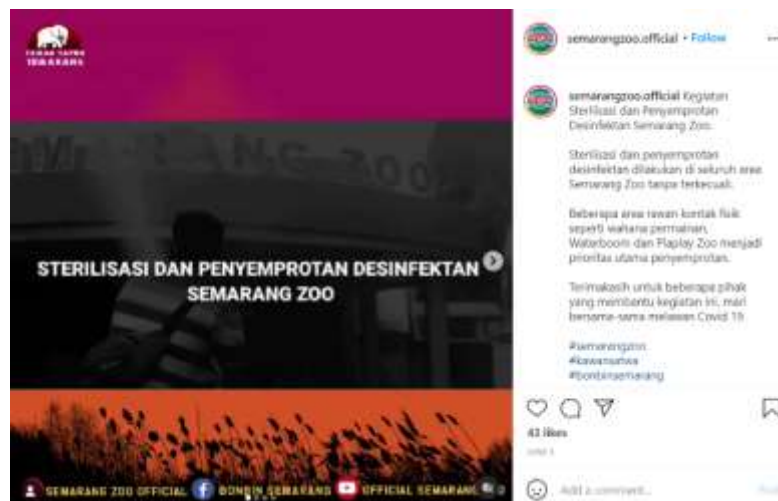 TAMAN SATWA
SEMARANG
STERILISASI DAN PENYEMPROTAN DESINFEKTAN
SEMARANG ZOO
SEMARANG ZOO OFFICIAL
BONBIN SEMARANG
OFFICIAL SEMARANG
semarangzoo.official • Follow
semarangzoo.official Kegiatan
Sterilisasi dan Penyemprotan
Desinfektan Semarang Zoo.
Sterilisasi dan penyemprotan
desinfektan dilakukan di seluruh area
Semarang Zoo tanpa terkecuali.
Beberapa area rawan kontak fisik
seperti wahana permainan,
Waterboom dan Playlay Zoo menjadi
prioritas utama penyemprotan.
Terimakasih untuk beberapa pihak
yang membantu kegiatan ini, mari
bersama-sama melawan Covid 19
#semarangzoo
#kawansatwa
#bonbinsemarang
43 likes
Add a comment...